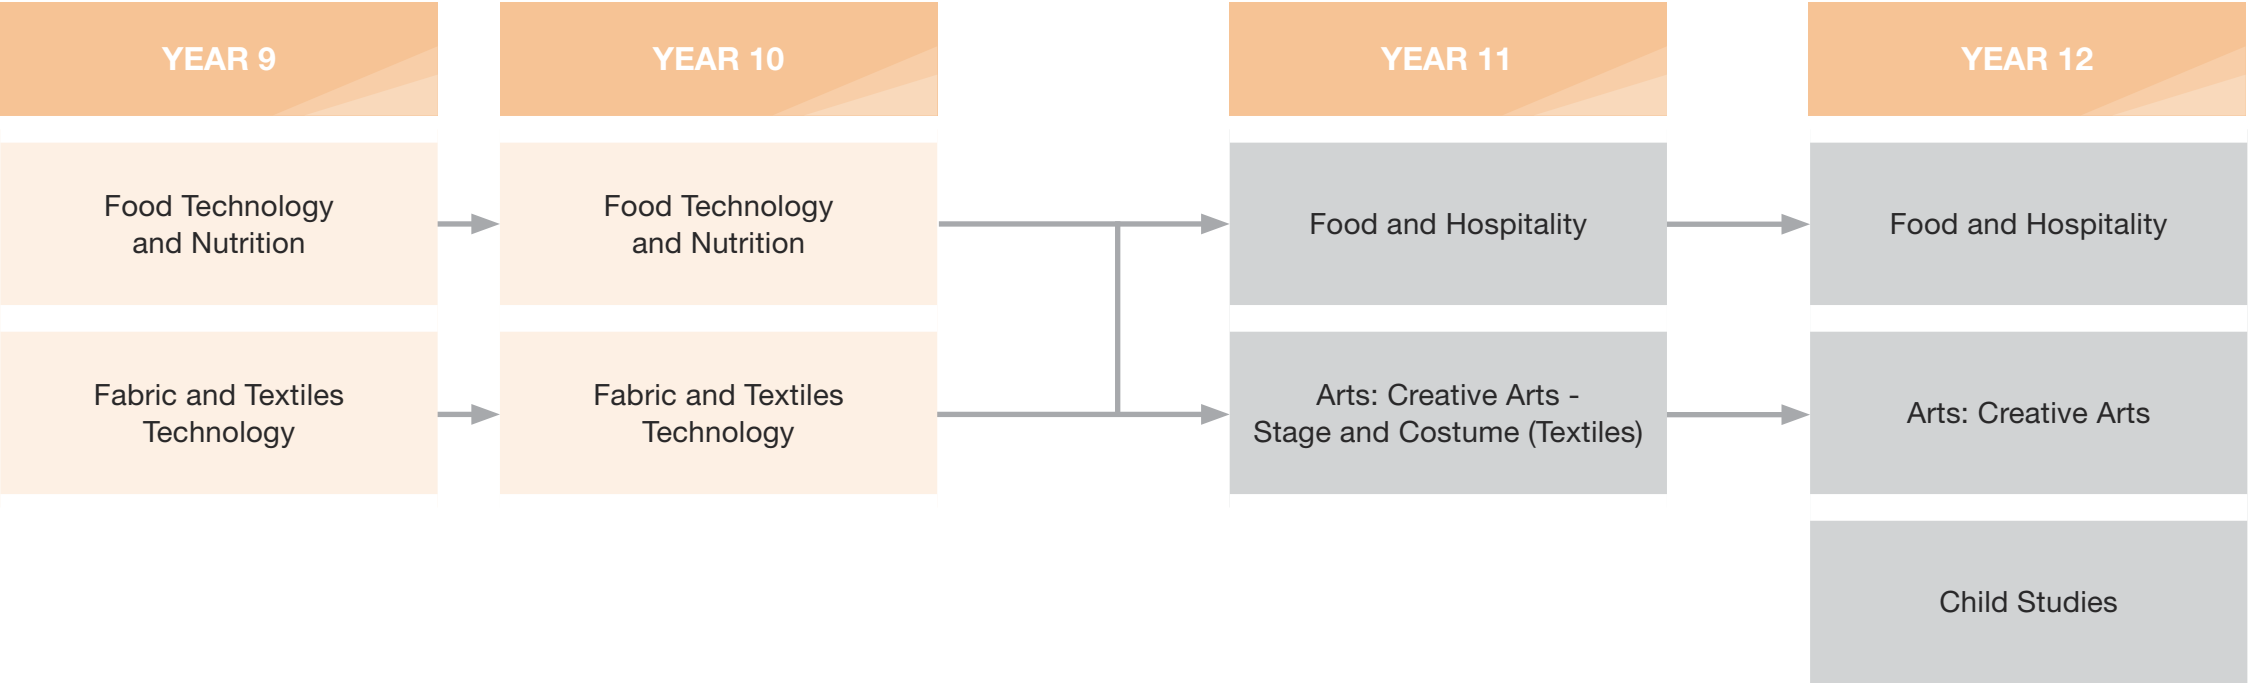 YEAR 9
YEAR 10
YEAR 11
YEAR 12
Food Technology
and Nutrition
Food Technology
and Nutrition
Food and Hospitality
Food and Hospitality
Fabric and Textiles
Technology
Fabric and Textiles
Technology
Arts: Creative Arts -
Stage and Costume (Textiles)
Arts: Creative Arts
Child Studies